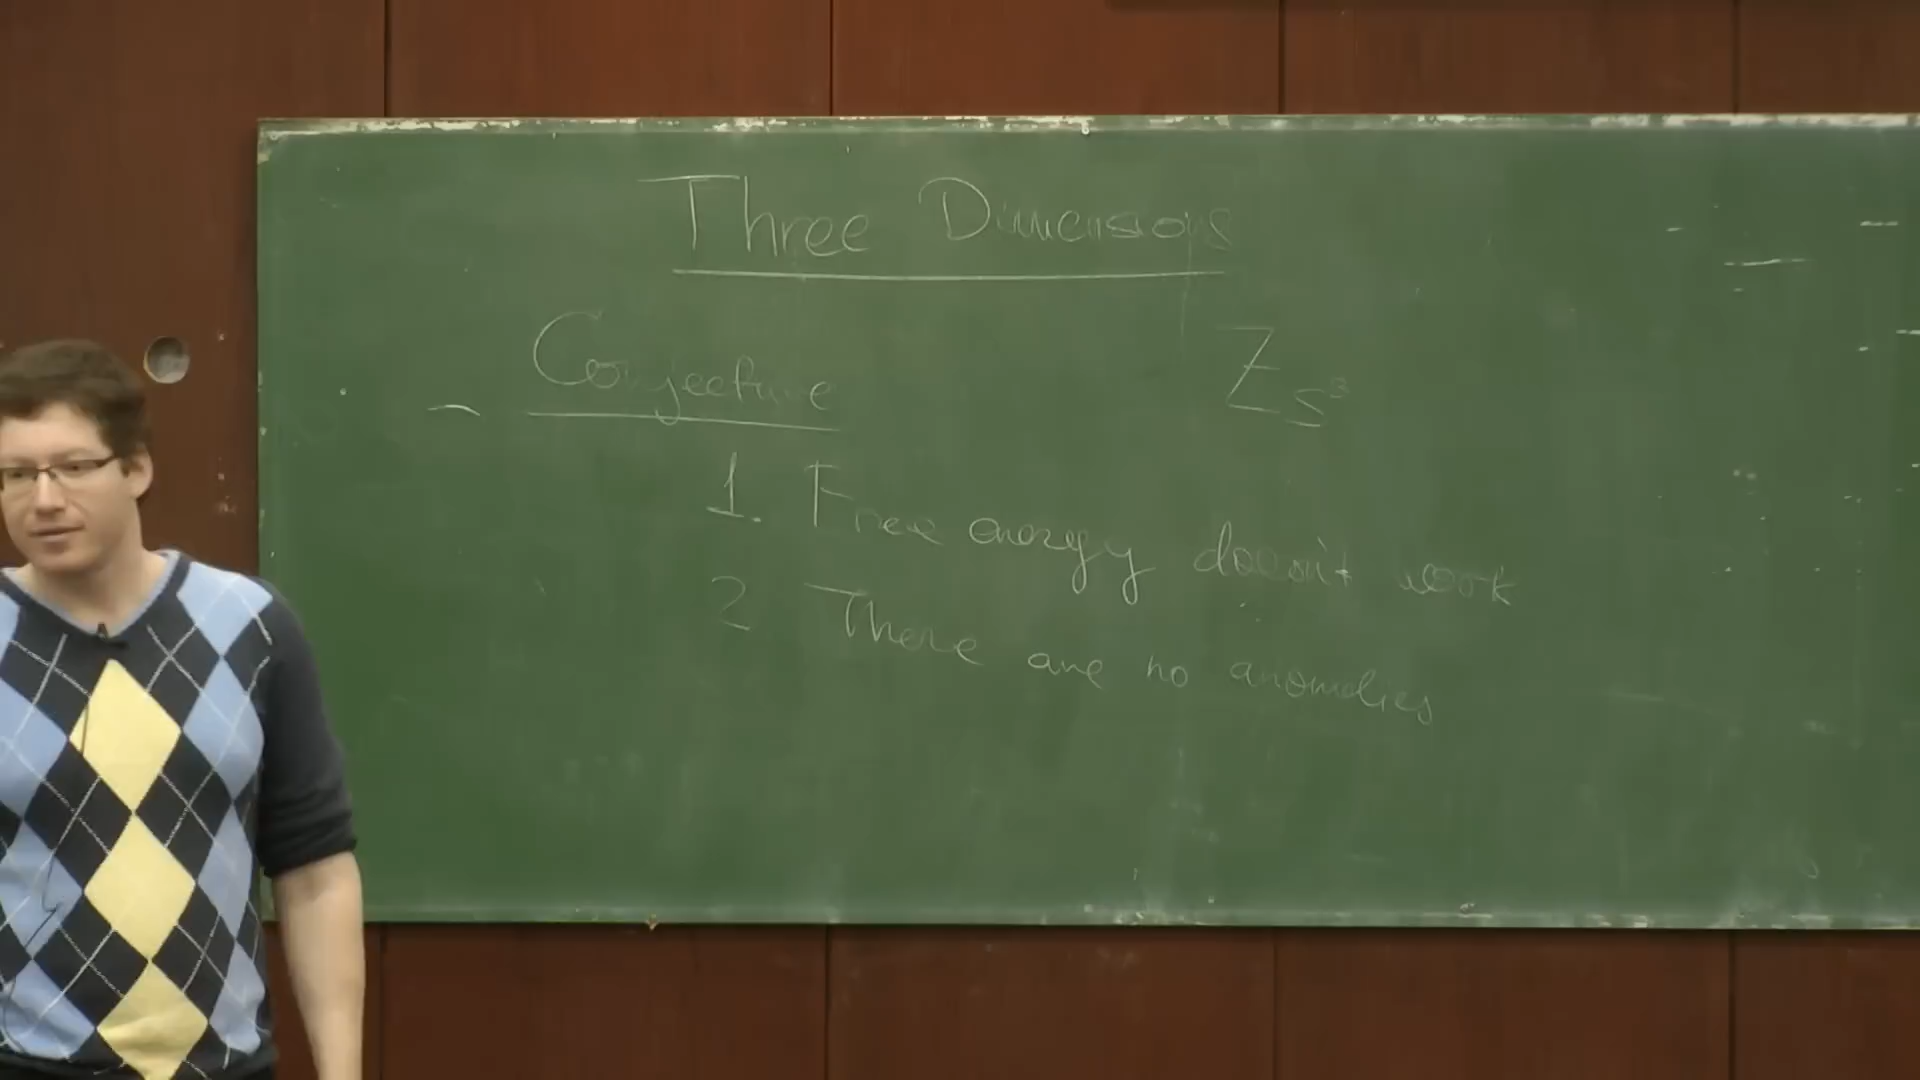 Three Dimensions
Conjecture Z_{S^3}
1. Free energy doesn't work
2 There are no anomalies